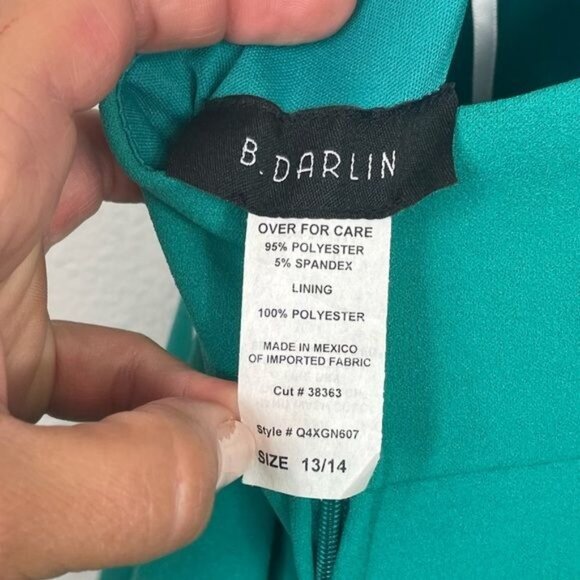 B. DARLIN
OVER FOR CARE
95% POLYESTER
5% SPANDEX
LINING
100% POLYESTER
MADE IN MEXICO
OF IMPORTED FABRIC
Cut # 38363
Style # Q4XGN607
SIZE 13/14